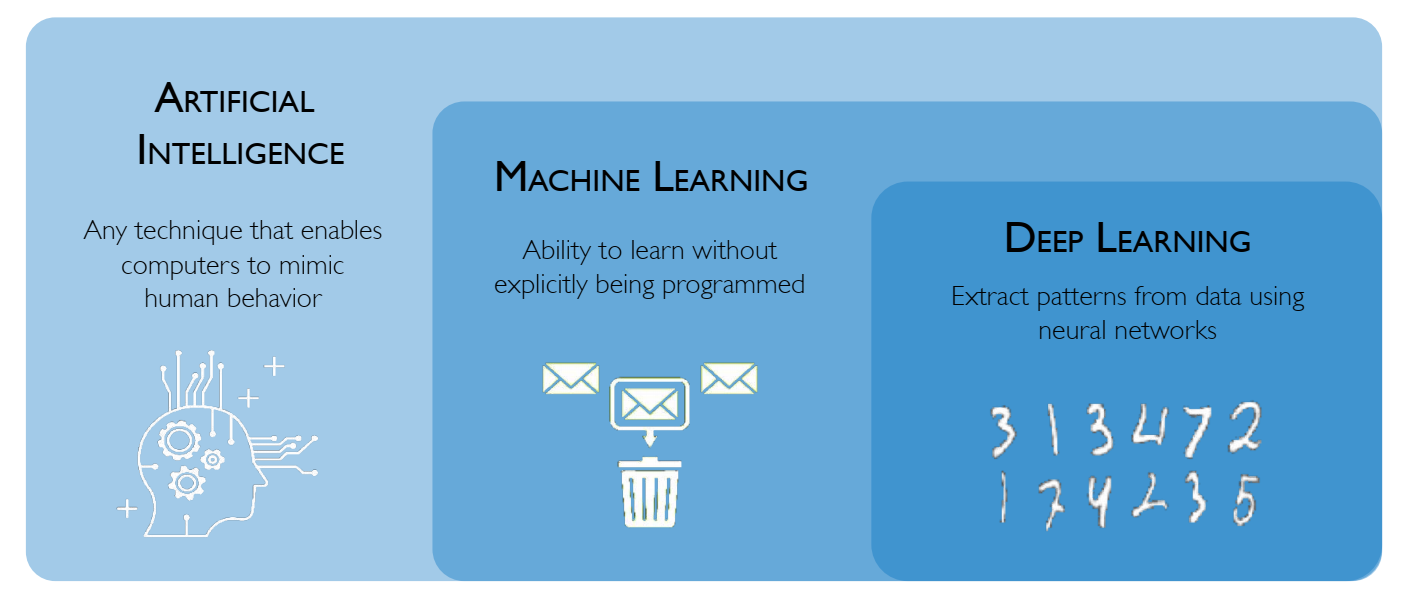 Artificial
Intelligence
Any technique that enables
computers to mimic
human behavior
Machine Learning
Ability to learn without
explicitly being programmed
Deep Learning
Extract patterns from data using
neural networks
3 1 3 4 7 2
1 7 4 2 3 5